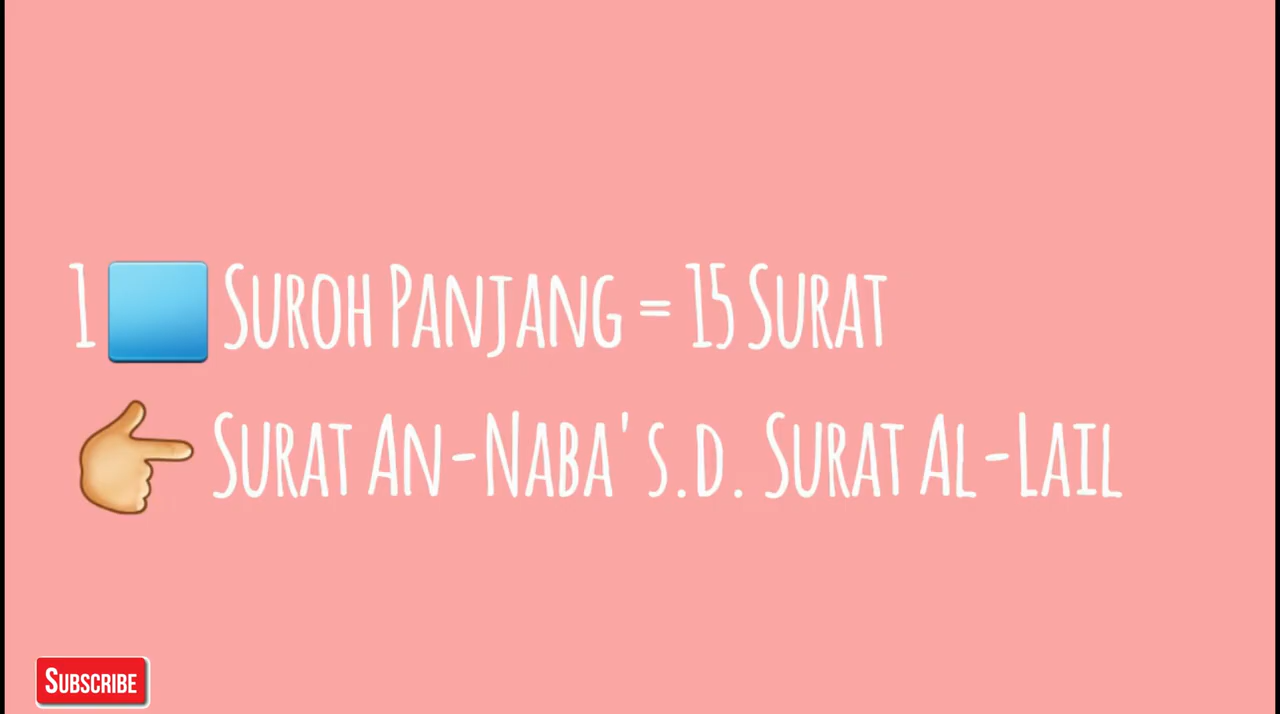 1 🟦 Suroh Panjang = 15 Surat
👉 Surat An-Naba' s.d. Surat Al-Lail
Subscribe